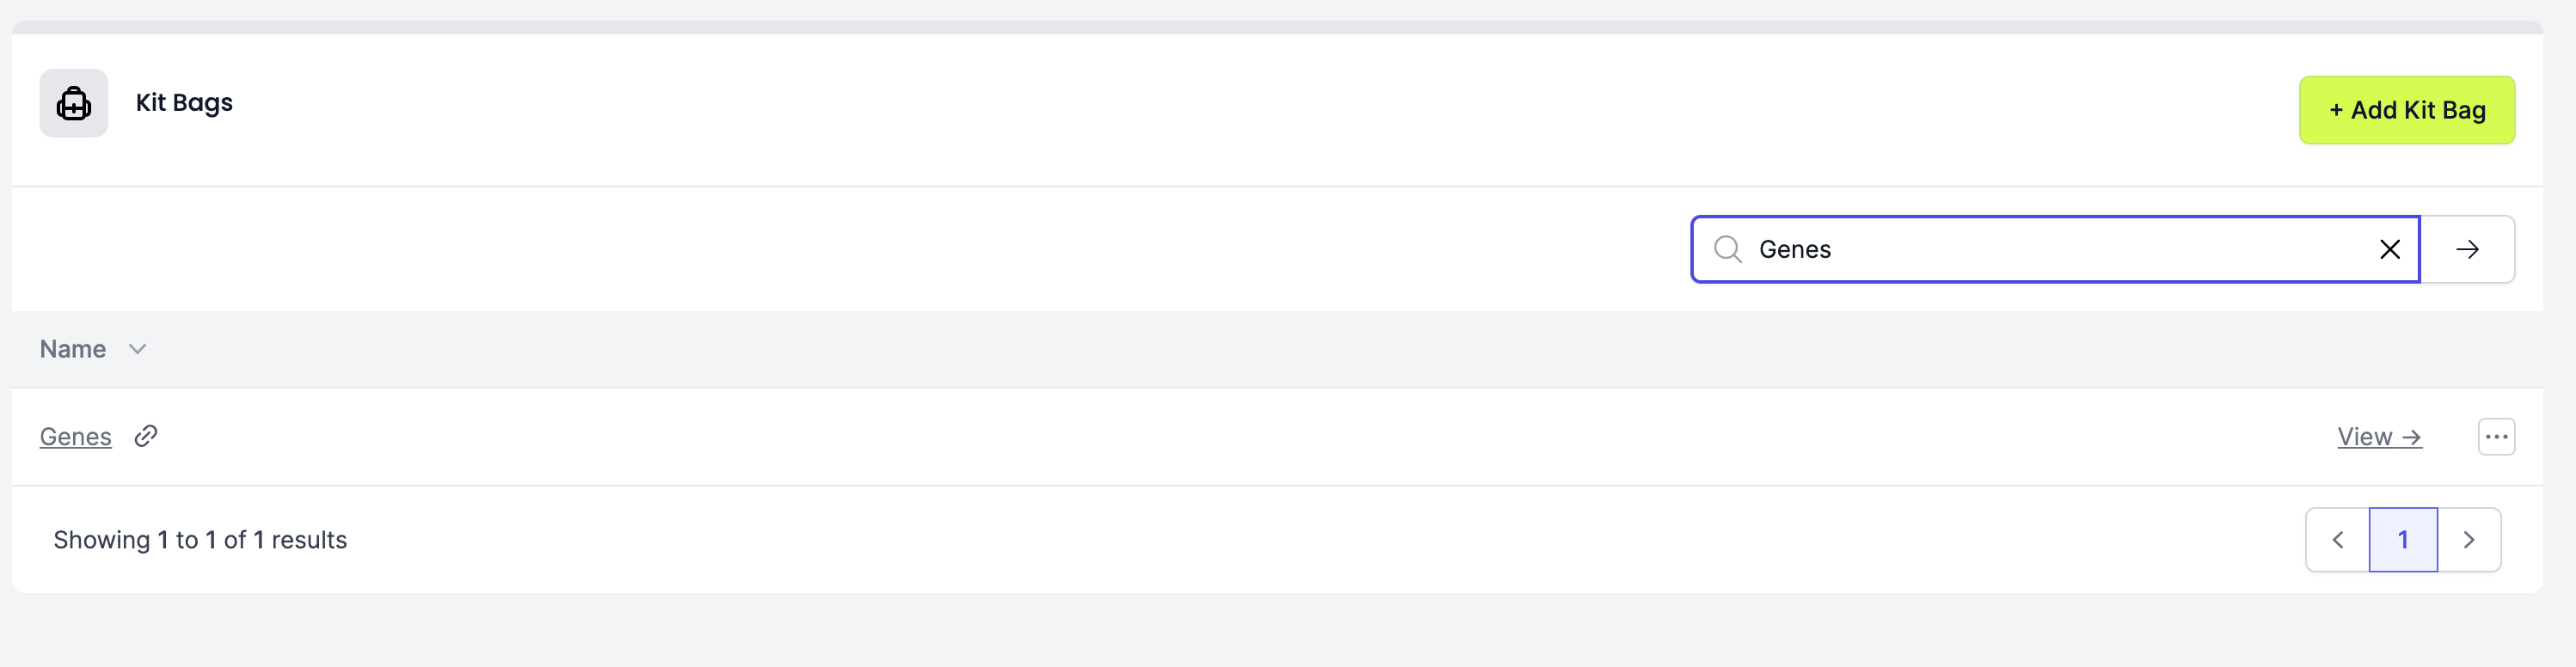 Kit Bags
+ Add Kit Bag
Genes
Name
Genes
View →
Showing 1 to 1 of 1 results
1